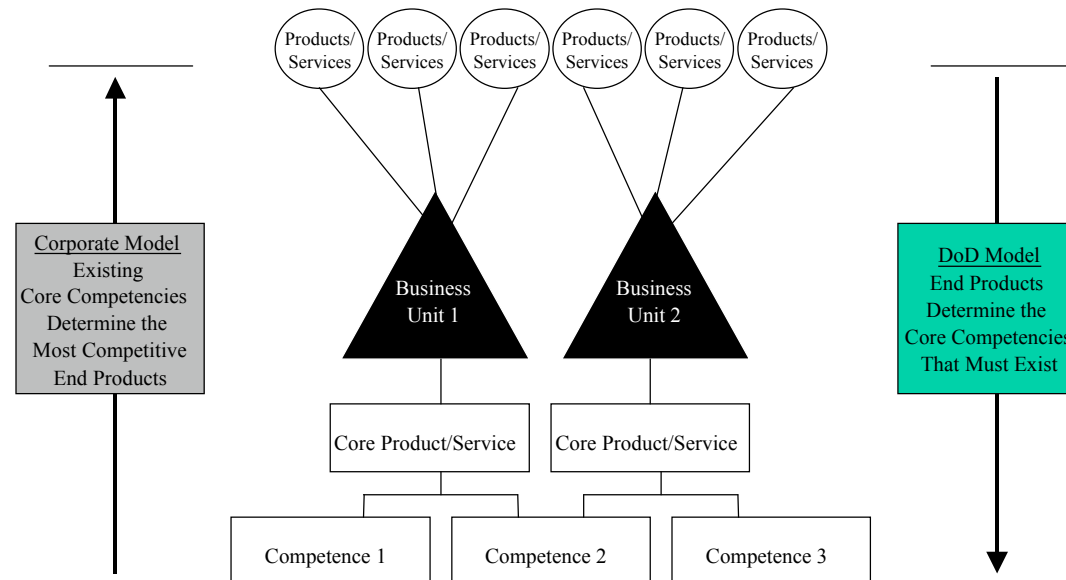 Products/
Services
Products/
Services
Products/
Services
Products/
Services
Products/
Services
Products/
Services
Corporate Model
Existing
Core Competencies
Determine the
Most Competitive
End Products
Business
Unit 1
Business
Unit 2
DoD Model
End Products
Determine the
Core Competencies
That Must Exist
Core Product/Service
Core Product/Service
Competence 1
Competence 2
Competence 3